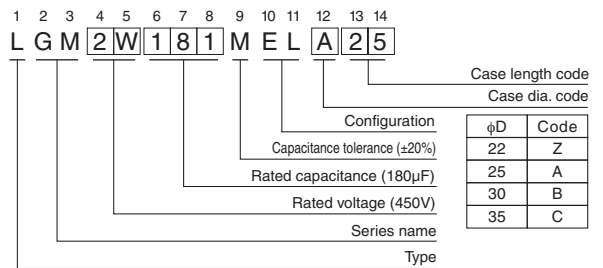 1 2 3 4 5 6 7 8 9 10 11 12 13 14
L G M 2 W 1 8 1 M E L A 2 5
Case length code
Case dia. code
Configuration
Capacitance tolerance (±20%)
Rated capacitance (180µF)
Rated voltage (450V)
Series name
Type
ϕD Code
22 Z
25 A
30 B
35 C